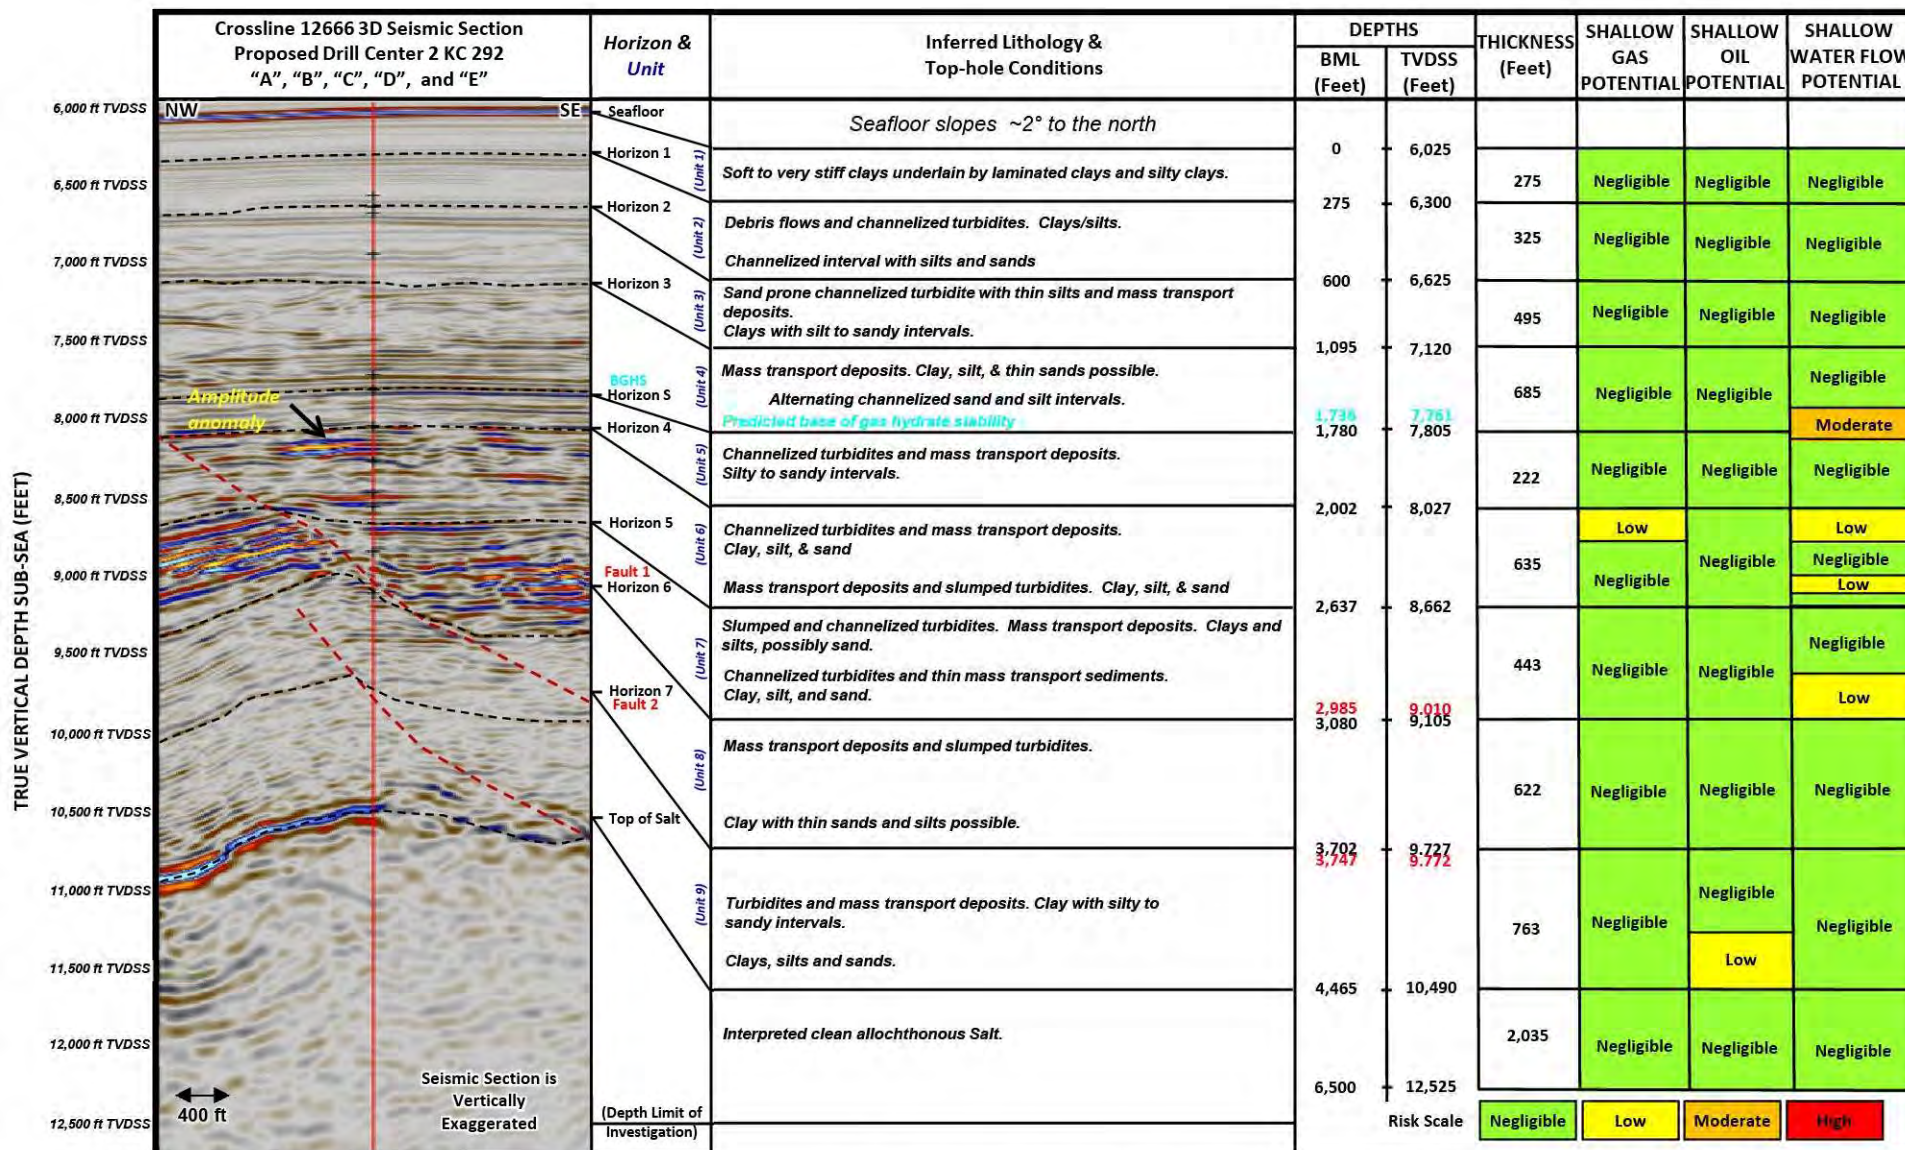 Crossline 12666 3D Seismic Section
Proposed Drill Center 2 KC 292
“A”, “B”, “C”, “D”, and “E”
Horizon &
Unit
Inferred Lithology &
Top-hole Conditions
DEPTHS
BML
(Feet)
TVDSS
(Feet)
THICKNESS
(Feet)
SHALLOW
GAS
POTENTIAL
SHALLOW
OIL
POTENTIAL
SHALLOW
WATER FLOW
POTENTIAL
TRUE VERTICAL DEPTH SUB-SEA (FEET)
6,000 ft TVDSS
6,500 ft TVDSS
7,000 ft TVDSS
7,500 ft TVDSS
8,000 ft TVDSS
8,500 ft TVDSS
9,000 ft TVDSS
9,500 ft TVDSS
10,000 ft TVDSS
10,500 ft TVDSS
11,000 ft TVDSS
11,500 ft TVDSS
12,000 ft TVDSS
12,500 ft TVDSS
NW
SE
Amplitude
anomaly
400 ft
Seismic Section is
Vertically
Exaggerated
Seafloor
Horizon 1
Horizon 2
Horizon 3
BGHS
Horizon S
Horizon 4
Horizon 5
Fault 1
Horizon 6
Horizon 7
Fault 2
Top of Salt
(Depth Limit of
Investigation)
(Unit 1)
(Unit 2)
(Unit 3)
(Unit 4)
(Unit 5)
(Unit 6)
(Unit 7)
(Unit 8)
(Unit 9)
Seafloor slopes ~2° to the north
Soft to very stiff clays underlain by laminated clays and silty clays.
Debris flows and channelized turbidites. Clays/silts.
Channelized interval with silts and sands
Sand prone channelized turbidite with thin silts and mass transport
deposits.
Clays with silt to sandy intervals.
Mass transport deposits. Clay, silt, & thin sands possible.
Alternating channelized sand and silt intervals.
Predicted base of gas hydrate stability
Channelized turbidites and mass transport deposits.
Silty to sandy intervals.
Channelized turbidites and mass transport deposits.
Clay, silt, & sand
Mass transport deposits and slumped turbidites. Clay, silt, & sand
Slumped and channelized turbidites. Mass transport deposits. Clays and
silts, possibly sand.
Channelized turbidites and thin mass transport sediments.
Clay, silt, and sand.
Mass transport deposits and slumped turbidites.
Clay with thin sands and silts possible.
Turbidites and mass transport deposits. Clay with silty to
sandy intervals.
Clays, silts and sands.
Interpreted clean allochthonous Salt.
0
275
600
1,095
1,736
1,780
2,002
2,637
2,985
3,080
3,702
3,747
4,465
6,500
6,025
6,300
6,625
7,120
7,761
7,805
8,027
8,662
9.010
9,105
9.727
9.772
10,490
12,525
275
325
495
685
222
635
443
622
763
2,035
Negligible
Negligible
Negligible
Negligible
Negligible
Low
Negligible
Negligible
Negligible
Negligible
Negligible
Negligible
Negligible
Negligible
Negligible
Negligible
Negligible
Negligible
Negligible
Negligible
Low
Negligible
Negligible
Negligible
Negligible
Negligible
Moderate
Negligible
Low
Negligible
Low
Negligible
Low
Negligible
Negligible
Negligible
Risk Scale
Negligible
Low
Moderate
High